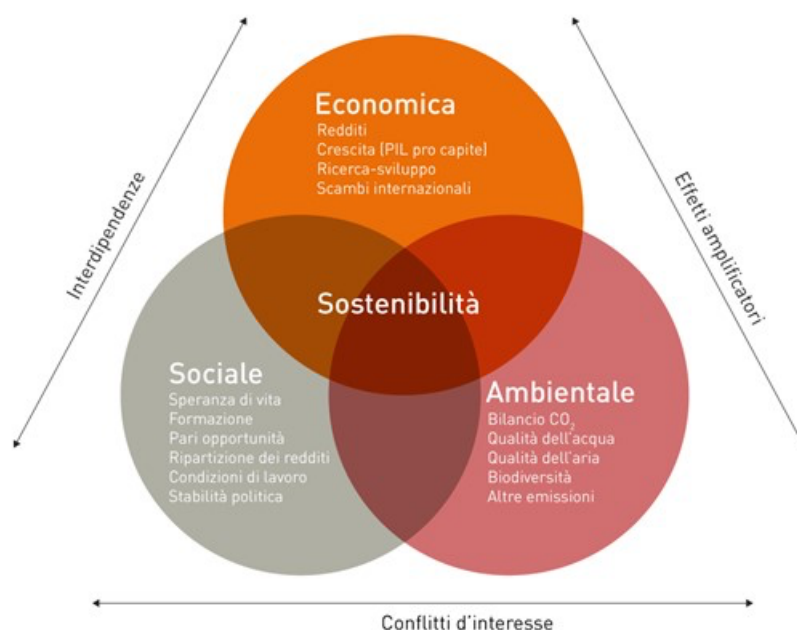 Economica
Redditi
Crescita (PIL pro capite)
Ricerca-sviluppo
Scambi internazionali
Interdipendenze
Effetti amplificatori
Sostenibilità
Sociale
Speranza di vita
Formazione
Pari opportunità
Ripartizione dei redditi
Condizioni di lavoro
Stabilità politica
Ambientale
Bilancio CO₂
Qualità dell'acqua
Qualità dell'aria
Biodiversità
Altre emissioni
Conflitti d'interesse